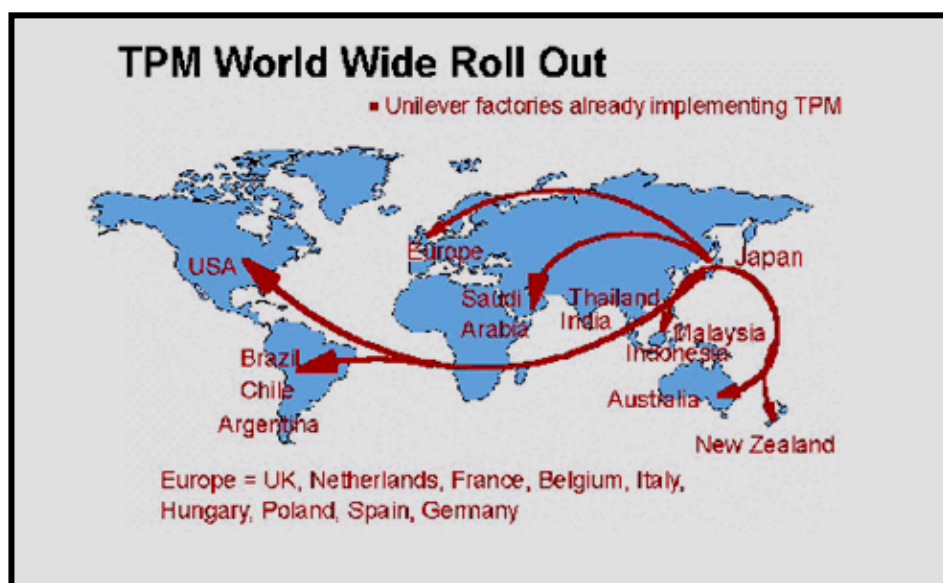 TPM World Wide Roll Out
▪ Unilever factories already implementing TPM
Europe
USA
Japan
Saudi
Arabia
Thailand
India
Malaysia
Indonesia
Brazil
Chile
Argentina
Australia
New Zealand
Europe = UK, Netherlands, France, Belgium, Italy,
Hungary, Poland, Spain, Germany